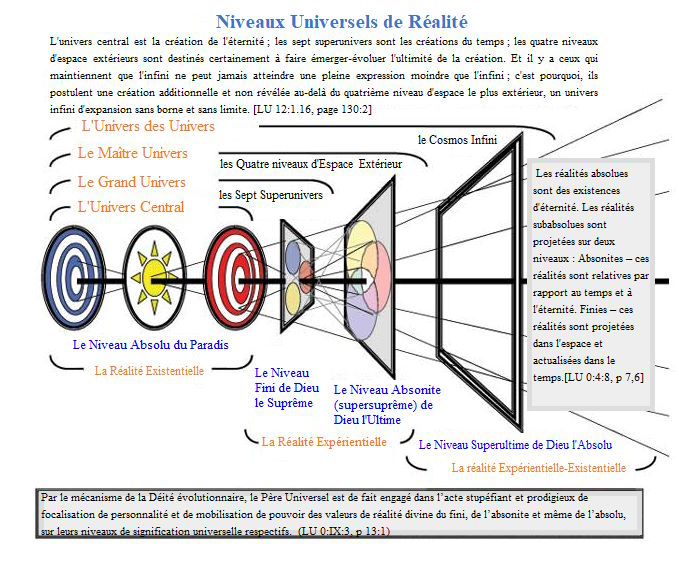 Niveaux Universels de Réalité
L'univers central est la création de l'éternité ; les sept superunivers sont les créations du temps ; les quatre niveaux
d'espace extérieurs sont destinés certainement à faire émerger-évoluer l'ultimité de la création. Et il y a ceux qui
maintiennent que l'infini ne peut jamais atteindre une pleine expression moindre que l'infini ; c'est pourquoi, ils
postulent une création additionnelle et non révélée au-delà du quatrième niveau d'espace le plus extérieur, un univers
infini d'expansion sans borne et sans limite. [LU 12:1.16, page 130:2]
L'Univers des Univers
le Cosmos Infini
Le Maître Univers
les Quatre niveaux d'Espace Extérieur
Le Grand Univers
les Sept Superunivers
L'Univers Central
Les réalités absolues
sont des existences
d'éternité. Les réalités
subabsolues sont
projetées sur deux
niveaux : Absonites – ces
réalités sont relatives par
rapport au temps et à
l'éternité. Finies – ces
réalités sont projetées
dans l'espace et
actualisées dans le
temps.[LU 0:4:8, p 7,6]
Le Niveau Absolu du Paradis
La Réalité Existentielle
Le Niveau
Fini de Dieu
le Suprême
Le Niveau Absonite
(supersuprême) de
Dieu l'Ultime
La Réalité Expérientielle
Le Niveau Superultime de Dieu l'Absolu
La réalité Expérientielle-Existentielle
Par le mécanisme de la Déité évolutionnaire, le Père Universel est de fait engagé dans l'acte stupéfiant et prodigieux de
focalisation de personnalité et de mobilisation de pouvoir des valeurs de réalité divine du fini, de l'absonite et même de l'absolu,
sur leurs niveaux de signification universelle respectifs. (LU 0:IX:3, p 13:1)